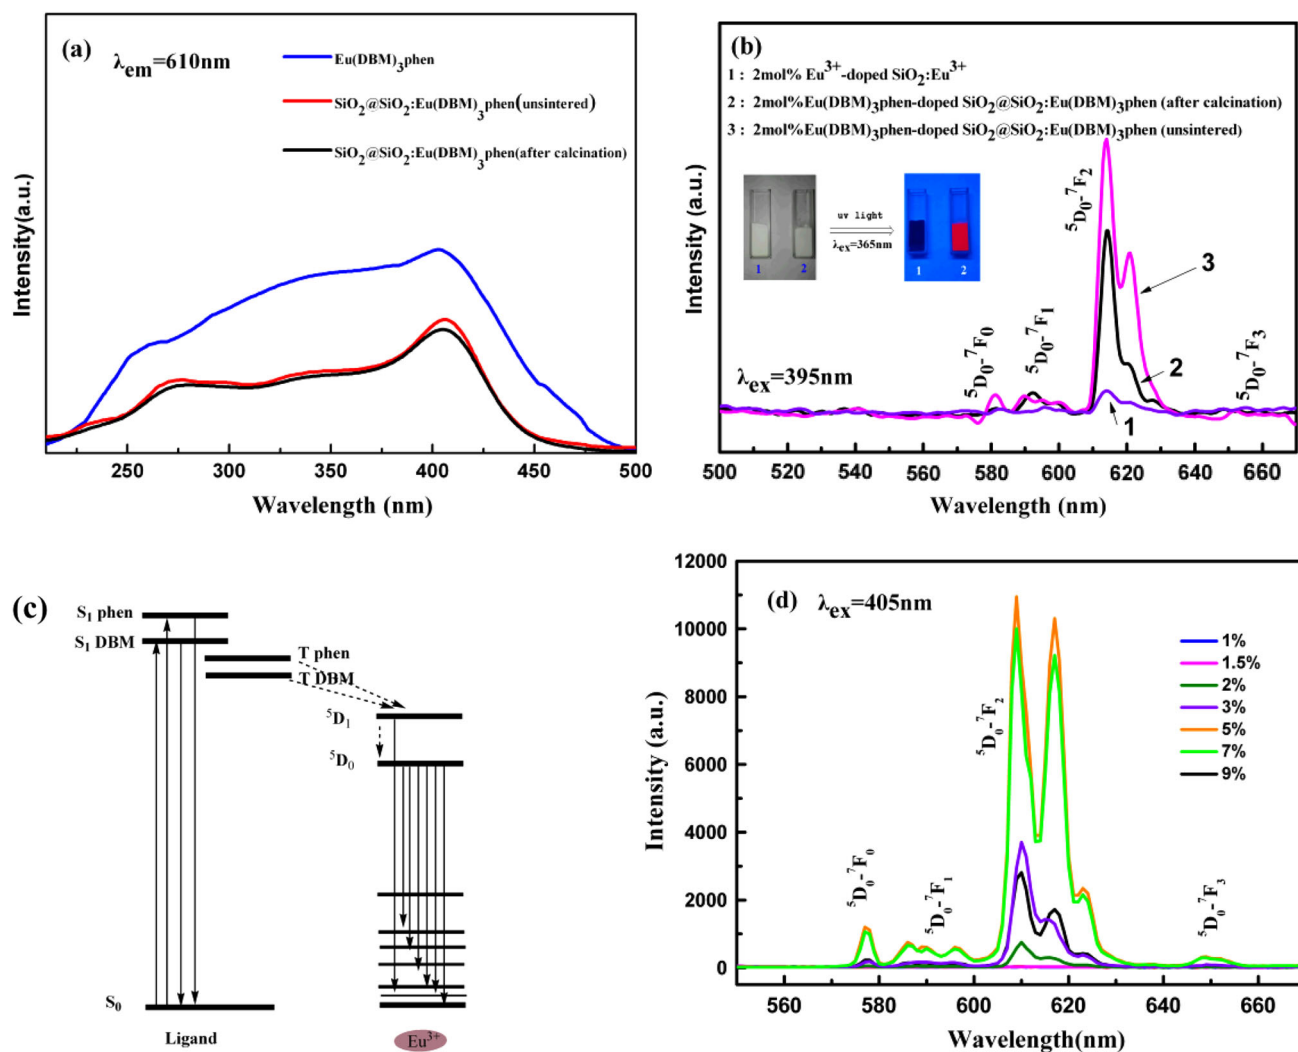 (a)
λem=610nm
Eu(DBM)3phen
SiO2@SiO2:Eu(DBM)3phen(unsintered)
SiO2@SiO2:Eu(DBM)3phen(after calcination)
Intensity(a.u.)
250 300 350 400 450 500
Wavelength (nm)
(b)
1 : 2mol% Eu3+-doped SiO2:Eu3+
2 : 2mol%Eu(DBM)3phen-doped SiO2@SiO2:Eu(DBM)3phen (after calcination)
3 : 2mol%Eu(DBM)3phen-doped SiO2@SiO2:Eu(DBM)3phen (unsintered)
uv light
λex=365nm
1 2
1 2
5D0-7F2
3
5D0-7F0
5D0-7F1
2
5D0-7F3
λex=395nm
1
Intensity (a.u.)
500 520 540 560 580 600 620 640 660
Wavelength (nm)
(c)
S1 phen
S1 DBM
T phen
T DBM
5D1
5D0
S0
Ligand
Eu3+
(d)
λex=405nm
1%
1.5%
2%
3%
5%
7%
9%
5D0-7F2
5D0-7F0
5D0-7F1
5D0-7F3
Intensity (a.u.)
12000
10000
8000
6000
4000
2000
0
560 580 600 620 640 660
Wavelength(nm)